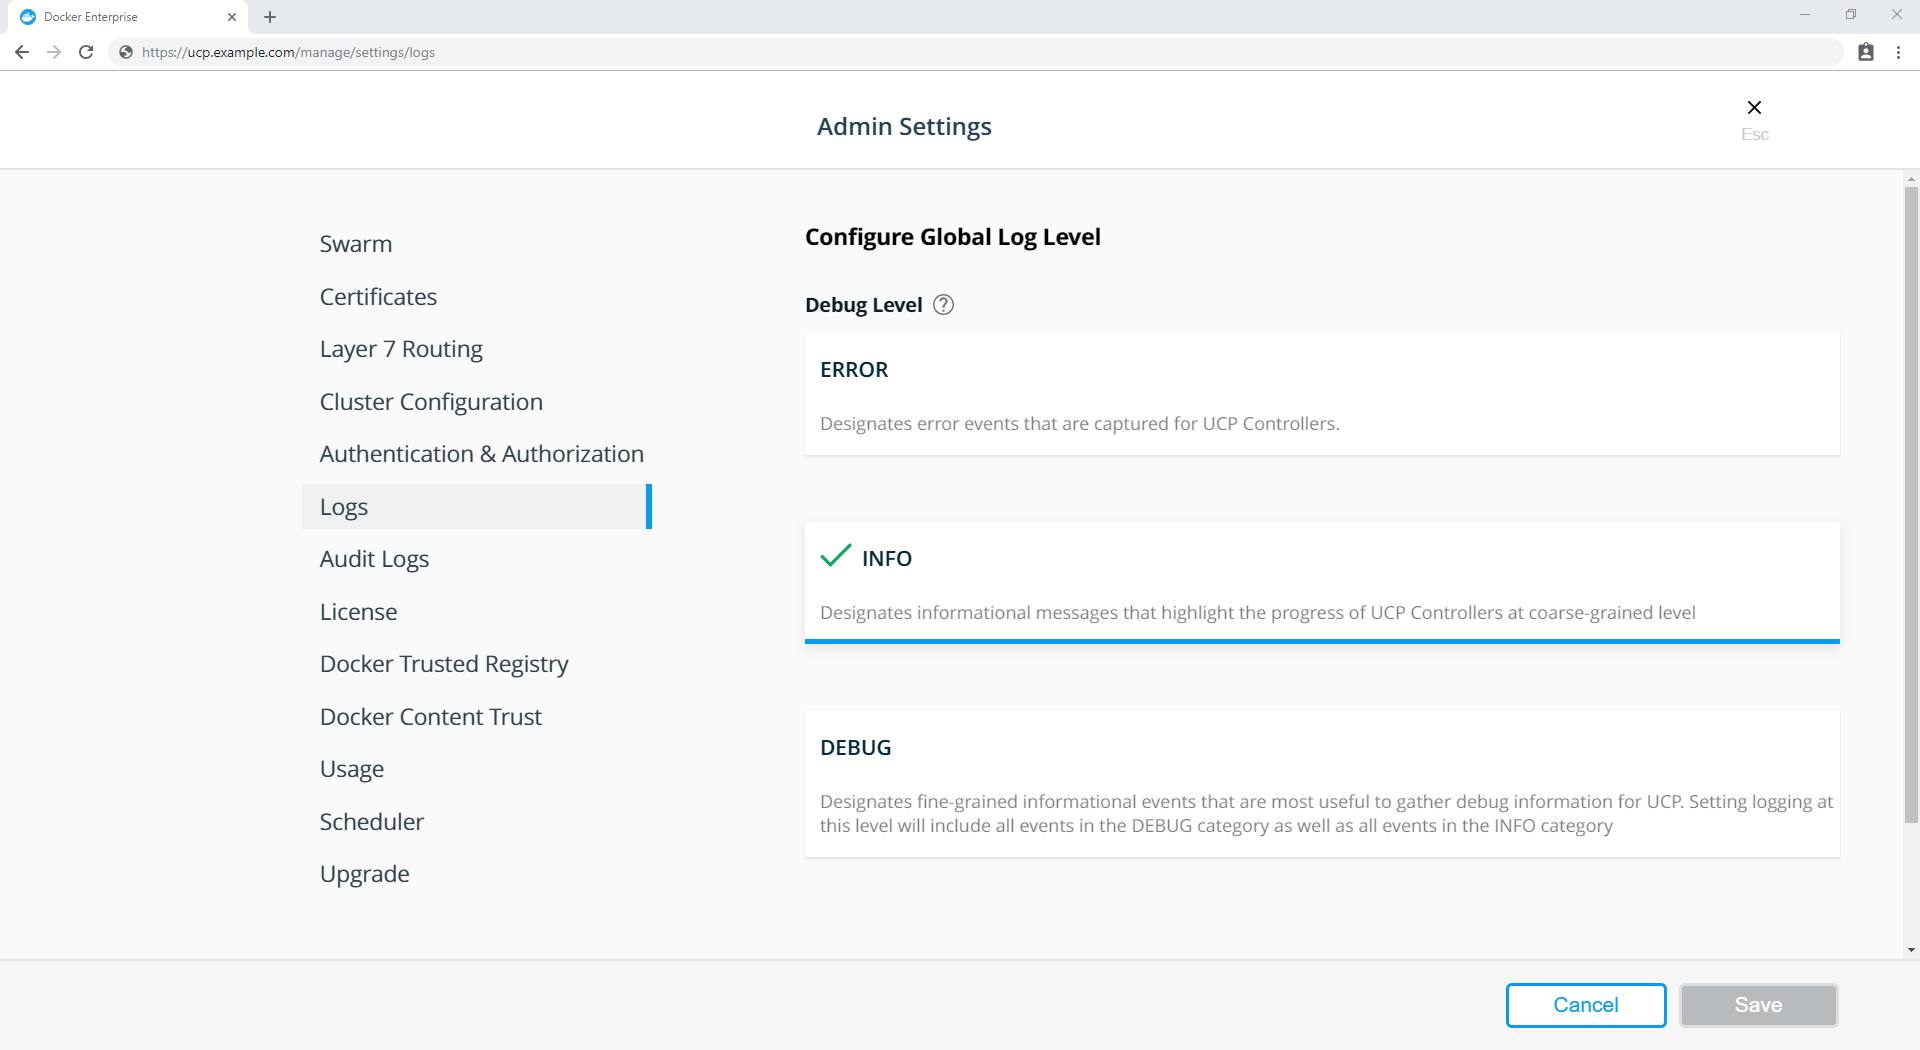 Docker Enterprise
https://ucp.example.com/manage/settings/logs
Admin Settings
Esc
Swarm
Certificates
Layer 7 Routing
Cluster Configuration
Authentication & Authorization
Logs
Audit Logs
License
Docker Trusted Registry
Docker Content Trust
Usage
Scheduler
Upgrade
Configure Global Log Level
Debug Level ?
ERROR
Designates error events that are captured for UCP Controllers.
INFO
Designates informational messages that highlight the progress of UCP Controllers at coarse-grained level
DEBUG
Designates fine-grained informational events that are most useful to gather debug information for UCP. Setting logging at
this level will include all events in the DEBUG category as well as all events in the INFO category
Cancel
Save